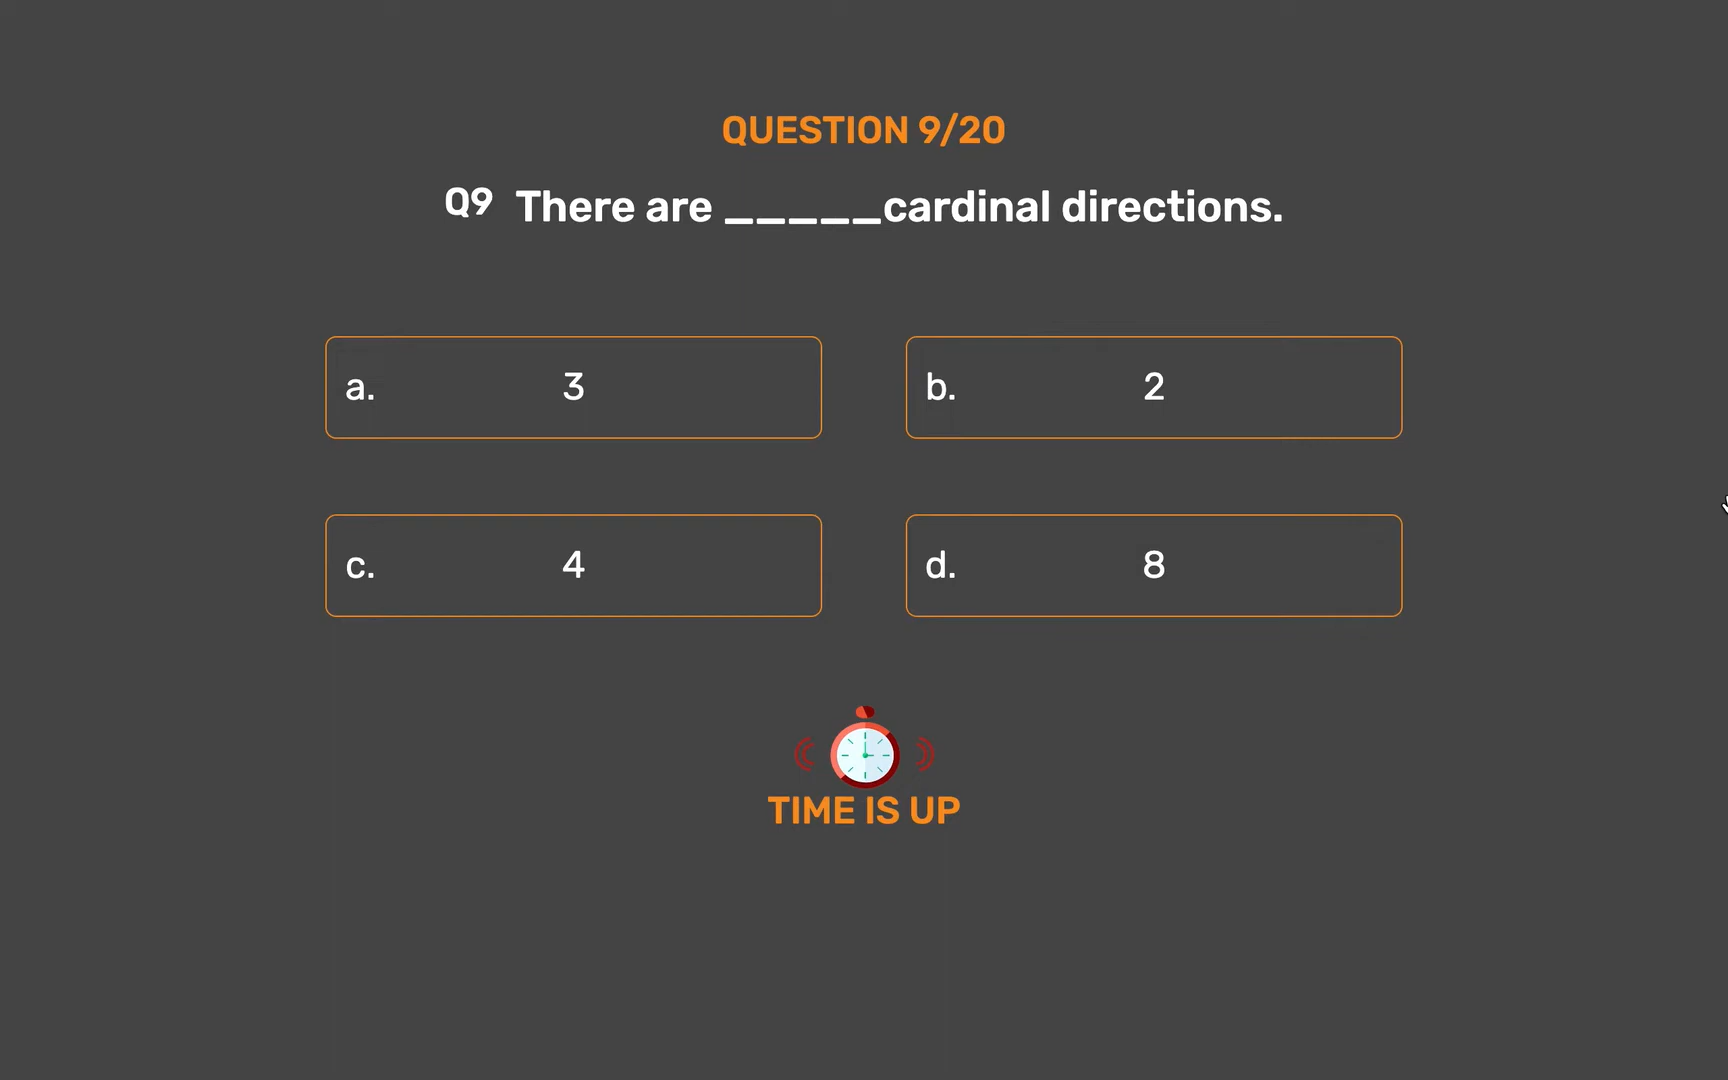 QUESTION 9/20
Q9 There are _____cardinal directions.
a. 3
b. 2
c. 4
d. 8
TIME IS UP